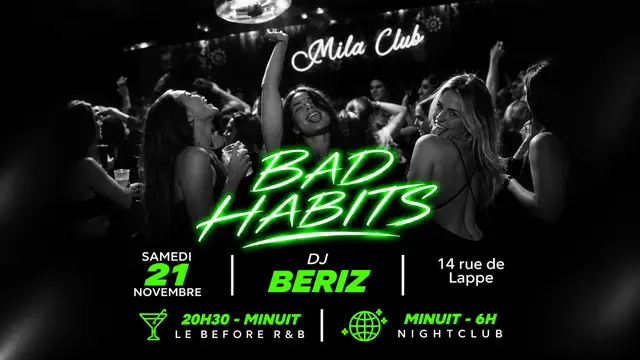 Mila Club
BAD
HABITS
SAMEDI
21
NOVEMBRE
DJ
BERIZ
14 rue de
Lappe
20H30 - MINUIT
LE BEFORE R&B
MINUIT - 6H
NIGHTCLUB